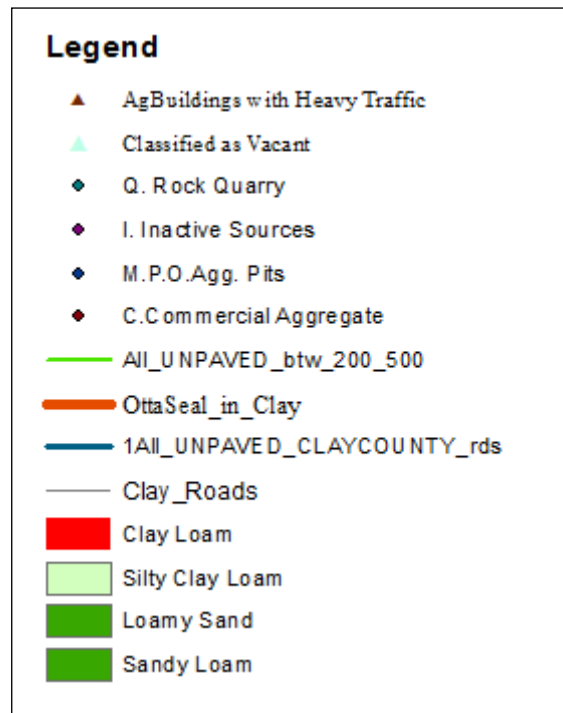 Legend
AgBuildings with Heavy Traffic
Classified as Vacant
Q. Rock Quarry
I. Inactive Sources
M.P.O.Agg. Pits
C.Commercial Aggregate
All_UNPAVED_btw_200_500
OttaSeal_in_Clay
1All_UNPAVED_CLAYCOUNTY_rds
Clay_Roads
Clay Loam
Silty Clay Loam
Loamy Sand
Sandy Loam